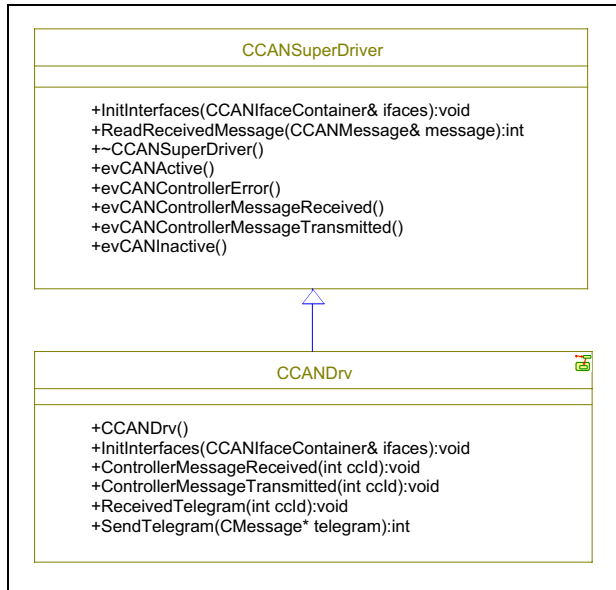 CCANSuperDriver
+InitInterfaces(CCANIfaceContainer& ifaces):void
+ReadReceivedMessage(CCANMessage& message):int
+~CCANSuperDriver()
+evCANActive()
+evCANControllerError()
+evCANControllerMessageReceived()
+evCANControllerMessageTransmitted()
+evCANInactive()
CCANDrv
+CCANDrv()
+InitInterfaces(CCANIfaceContainer& ifaces):void
+ControllerMessageReceived(int ccId):void
+ControllerMessageTransmitted(int ccId):void
+ReceivedTelegram(int ccId):void
+SendTelegram(CMessage* telegram):int